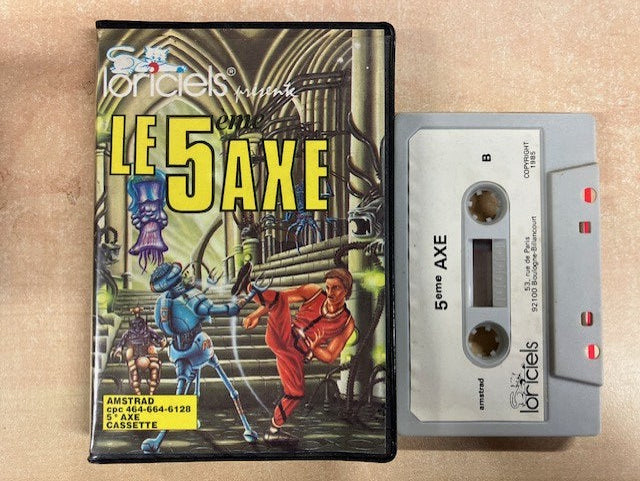 loriciels®
présente
LE 5eme AXE
AMSTRAD
cpc 464-664-6128
5° AXE
CASSETTE
B
COPYRIGHT
1985
5eme AXE
53, rue de Paris
92100 Boulogne-Billancourt
amstrad
loriciels